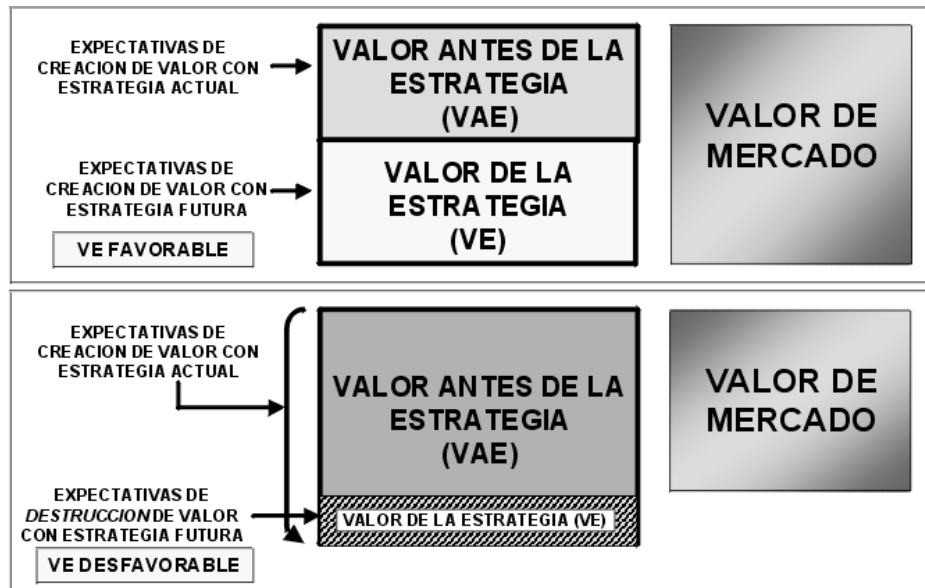 EXPECTATIVAS DE
CREACION DE VALOR CON
ESTRATEGIA ACTUAL
VALOR ANTES DE LA
ESTRATEGIA
(VAE)
EXPECTATIVAS DE
CREACION DE VALOR CON
ESTRATEGIA FUTURA
VE FAVORABLE
VALOR DE LA
ESTRATEGIA
(VE)
VALOR DE
MERCADO
EXPECTATIVAS DE
CREACION DE VALOR CON
ESTRATEGIA ACTUAL
VALOR ANTES DE LA
ESTRATEGIA
(VAE)
VALOR DE
MERCADO
EXPECTATIVAS DE
DESTRUCCION DE VALOR
CON ESTRATEGIA FUTURA
VALOR DE LA ESTRATEGIA (VE)
VE DESFAVORABLE